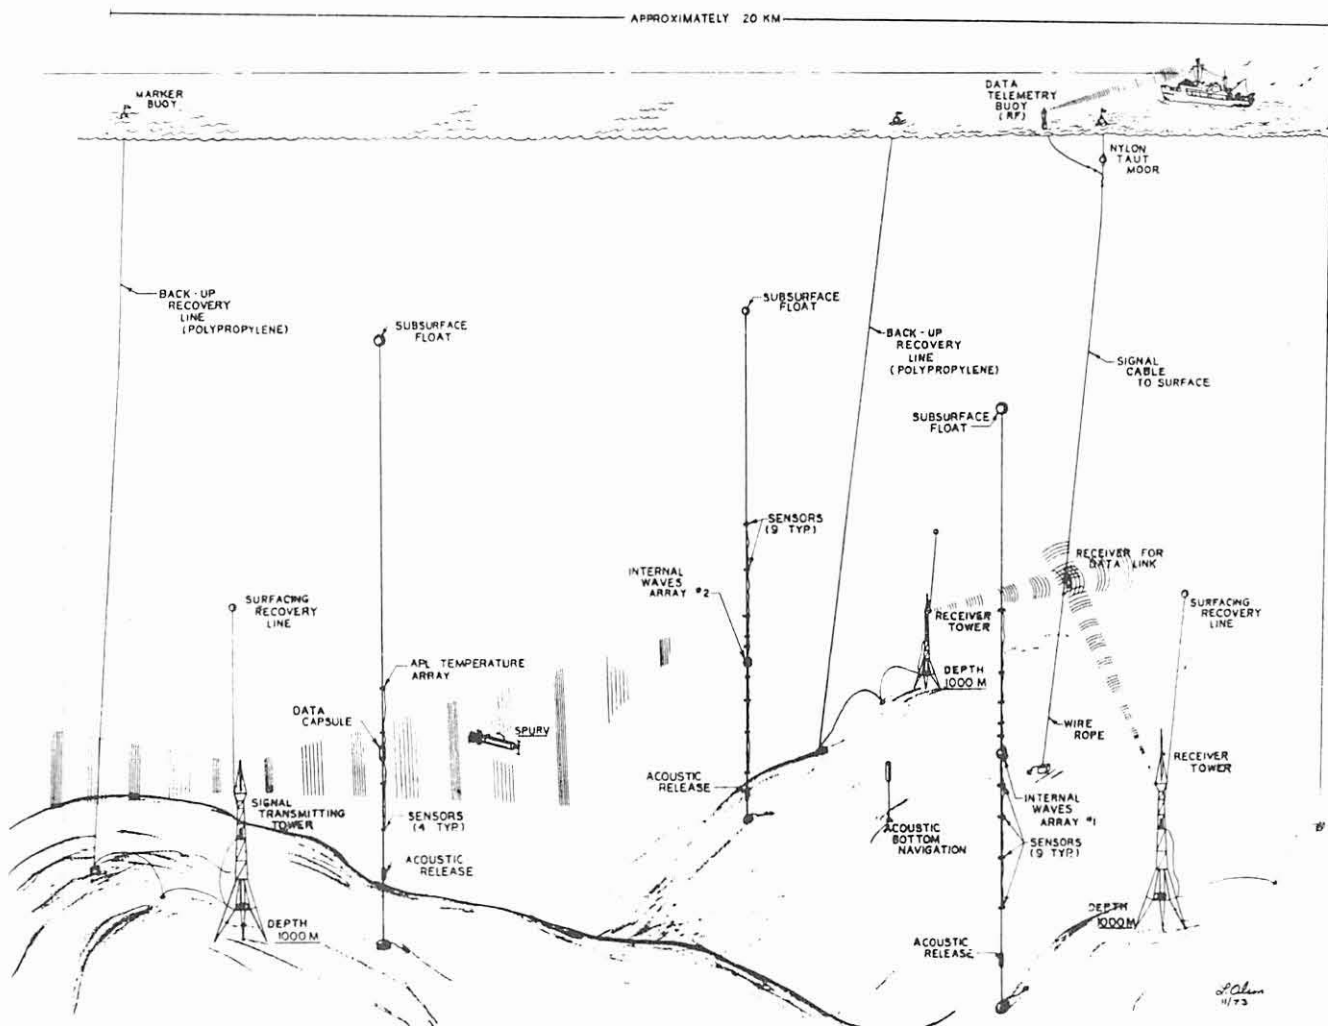 APPROXIMATELY 20 KM
MARKER
BUOY
DATA
TELEMETRY
BUOY
(RF)
NYLON
TAUT
MOOR
BACK-UP
RECOVERY
LINE
(POLYPROPYLENE)
SUBSURFACE
FLOAT
SUBSURFACE
FLOAT
BACK-UP
RECOVERY
LINE
(POLYPROPYLENE)
SIGNAL
CABLE
TO SURFACE
SUBSURFACE
FLOAT
SENSORS
(9 TYP.)
INTERNAL
WAVES
ARRAY #2
RECEIVER FOR
DATA LINK
SURFACING
RECOVERY
LINE
SURFACING
RECOVERY
LINE
RECEIVER
TOWER
APL TEMPERATURE
ARRAY
DEPTH
1000 M
DATA
CAPSULE
SPURV
WIRE
ROPE
RECEIVER
TOWER
ACOUSTIC
RELEASE
SIGNAL
TRANSMITTING
TOWER
SENSORS
(4 TYP.)
ACOUSTIC
BOTTOM
NAVIGATION
INTERNAL
WAVES
ARRAY #1
SENSORS
(9 TYP.)
ACOUSTIC
RELEASE
DEPTH
1000 M
DEPTH
1000 M
ACOUSTIC
RELEASE
L. Olson
11/73